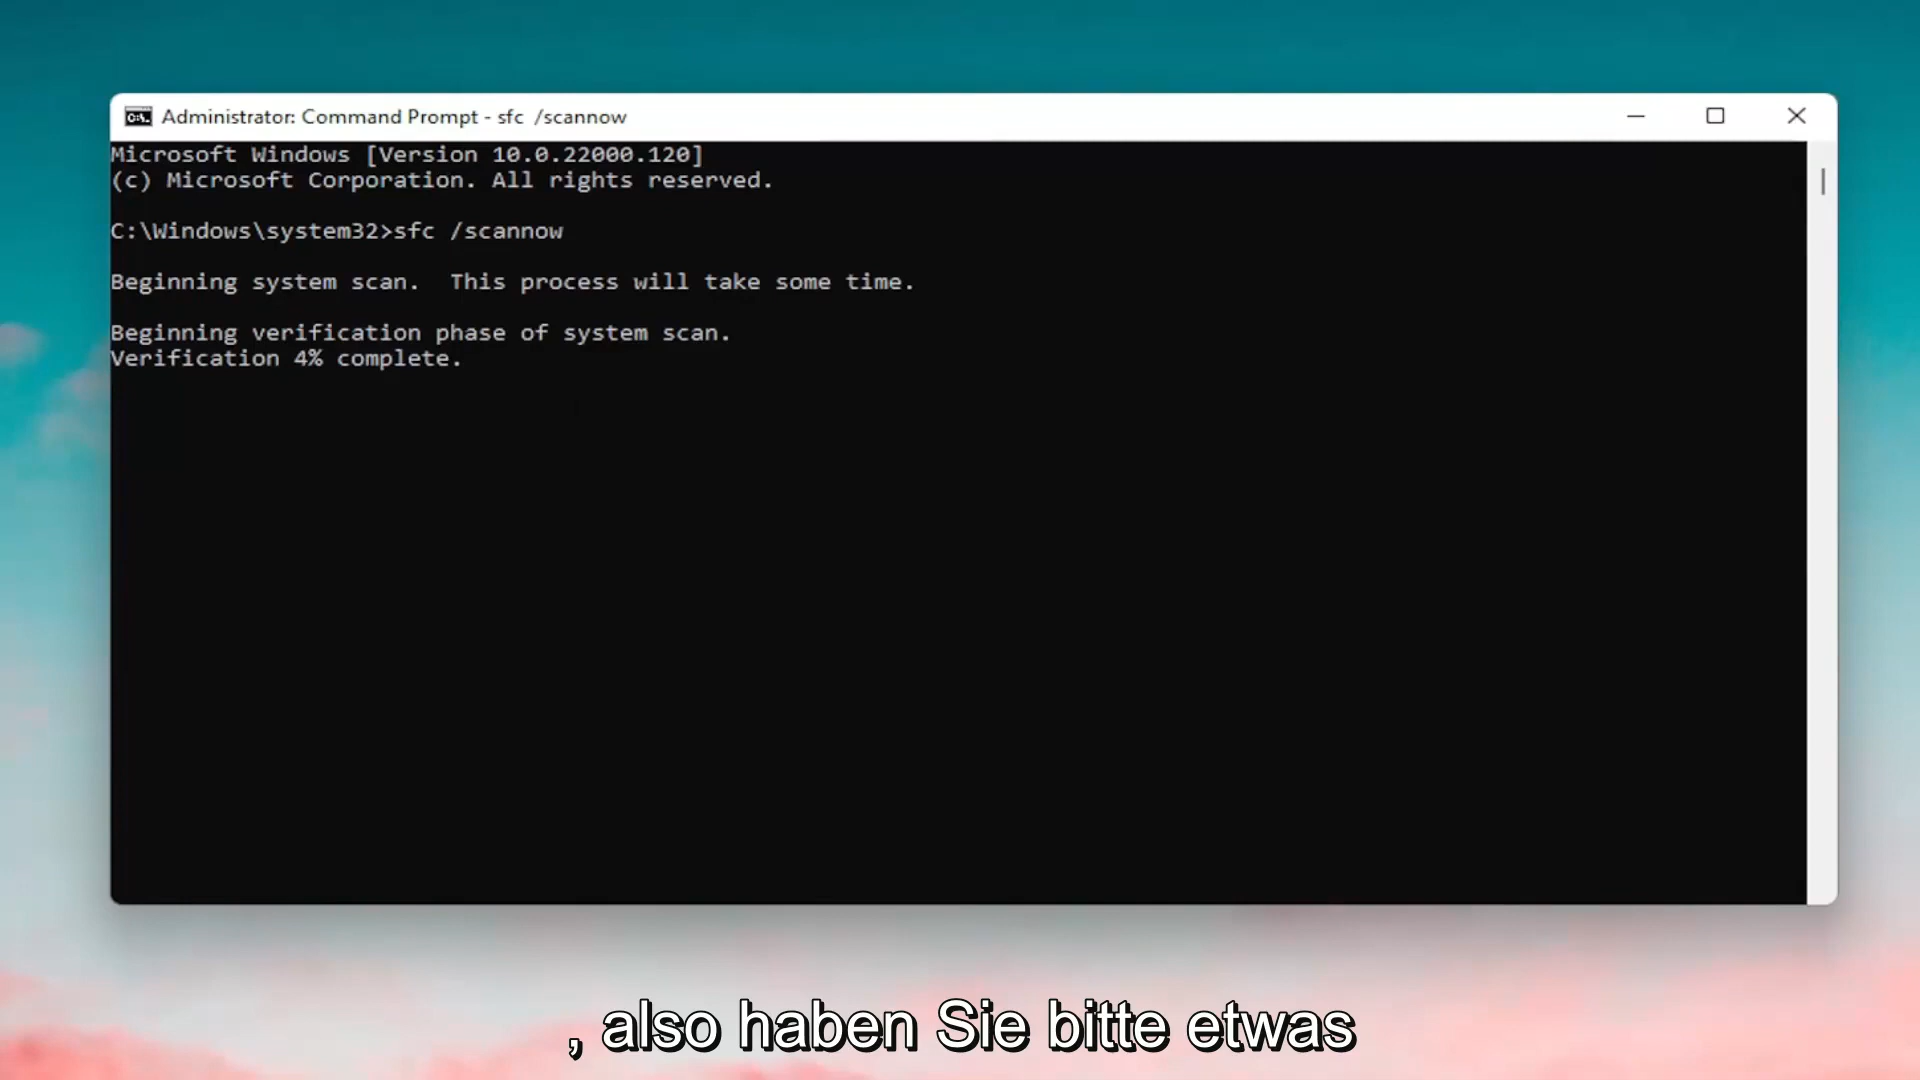 Administrator: Command Prompt - sfc /scannow
Microsoft Windows [Version 10.0.22000.120]
(c) Microsoft Corporation. All rights reserved.
C:\Windows\system32>sfc /scannow
Beginning system scan.  This process will take some time.
Beginning verification phase of system scan.
Verification 4% complete.
, also haben Sie bitte etwas